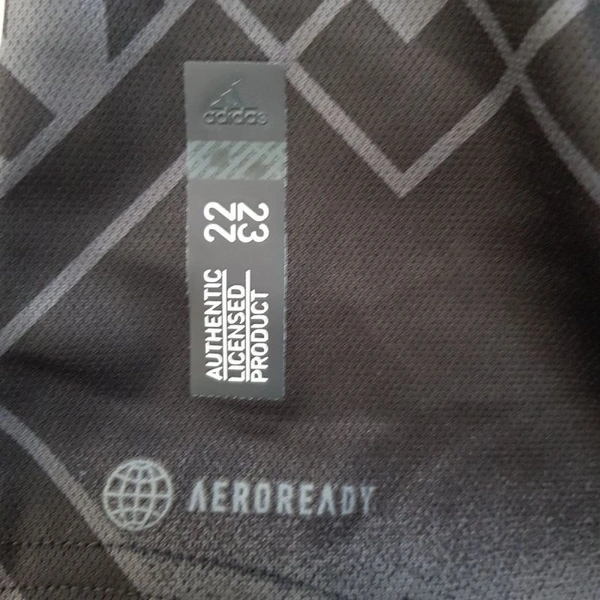 adidas
22
23
AUTHENTIC
LICENSED
PRODUCT
AEROREADY